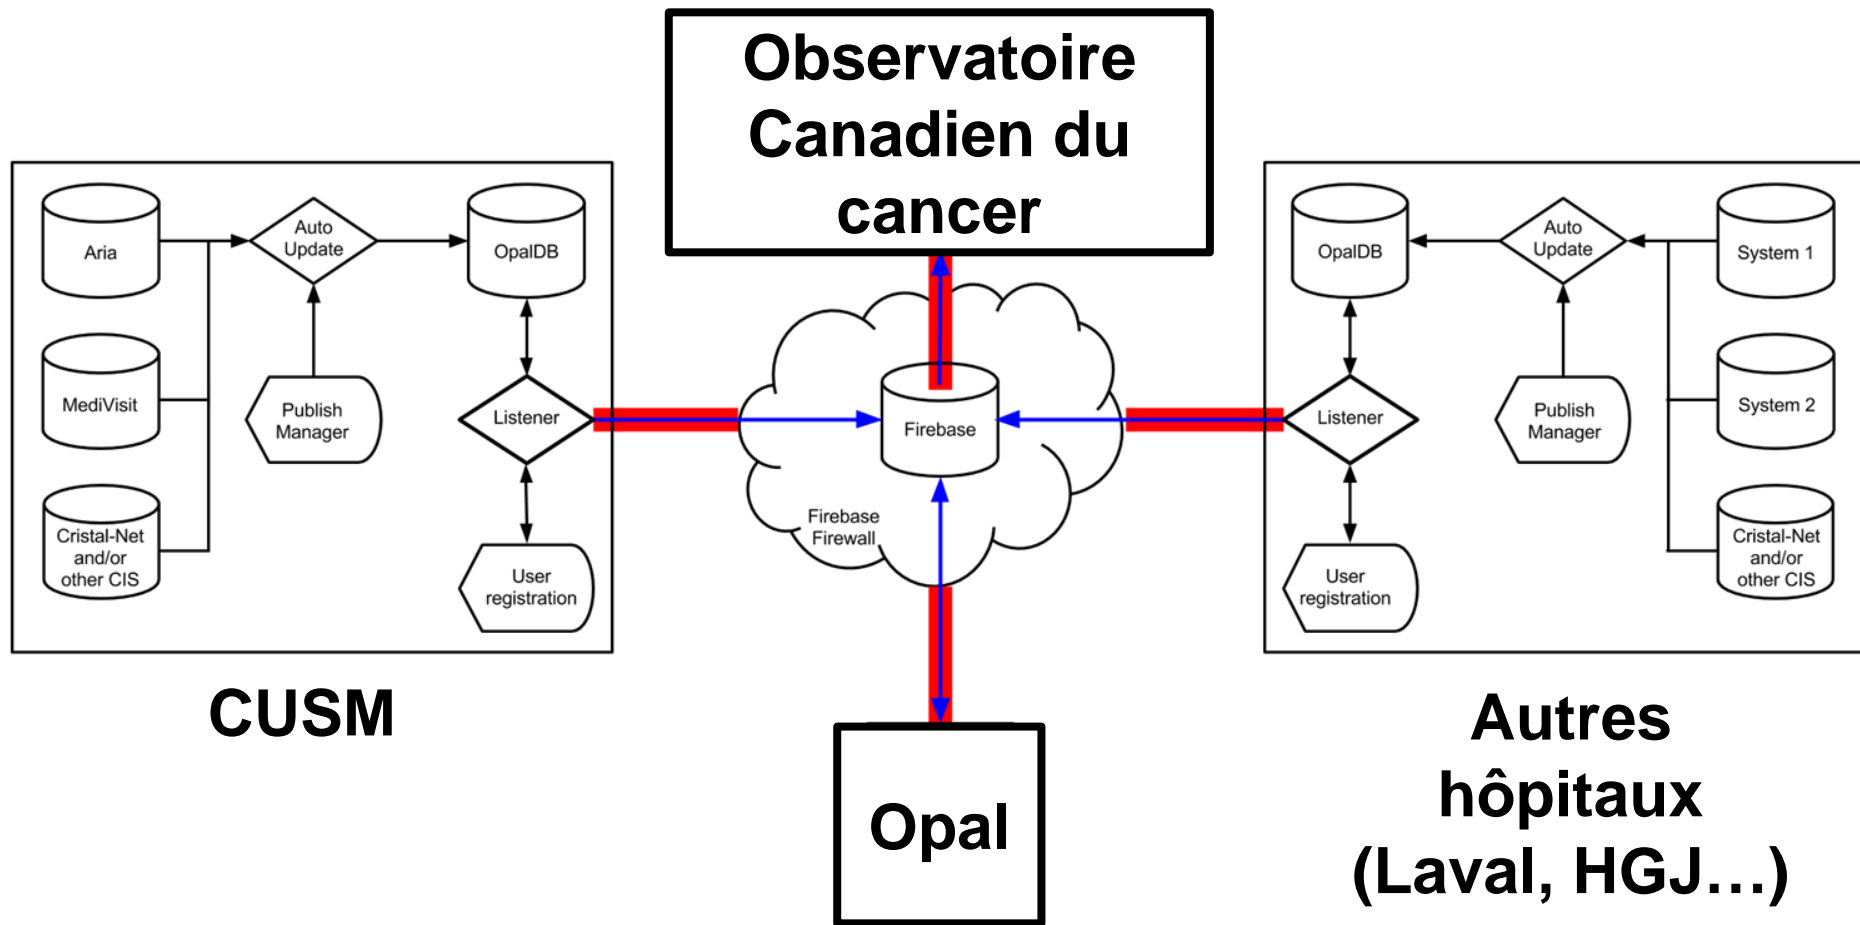 Observatoire
Canadien du
cancer
Aria
MediVisit
Cristal-Net
and/or
other CIS
Auto
Update
Publish
Manager
OpalDB
Listener
User
registration
CUSM
Firebase
Firebase
Firewall
Opal
OpalDB
Listener
User
registration
Auto
Update
Publish
Manager
System 1
System 2
Cristal-Net
and/or
other CIS
Autres
hôpitaux
(Laval, HGJ…)